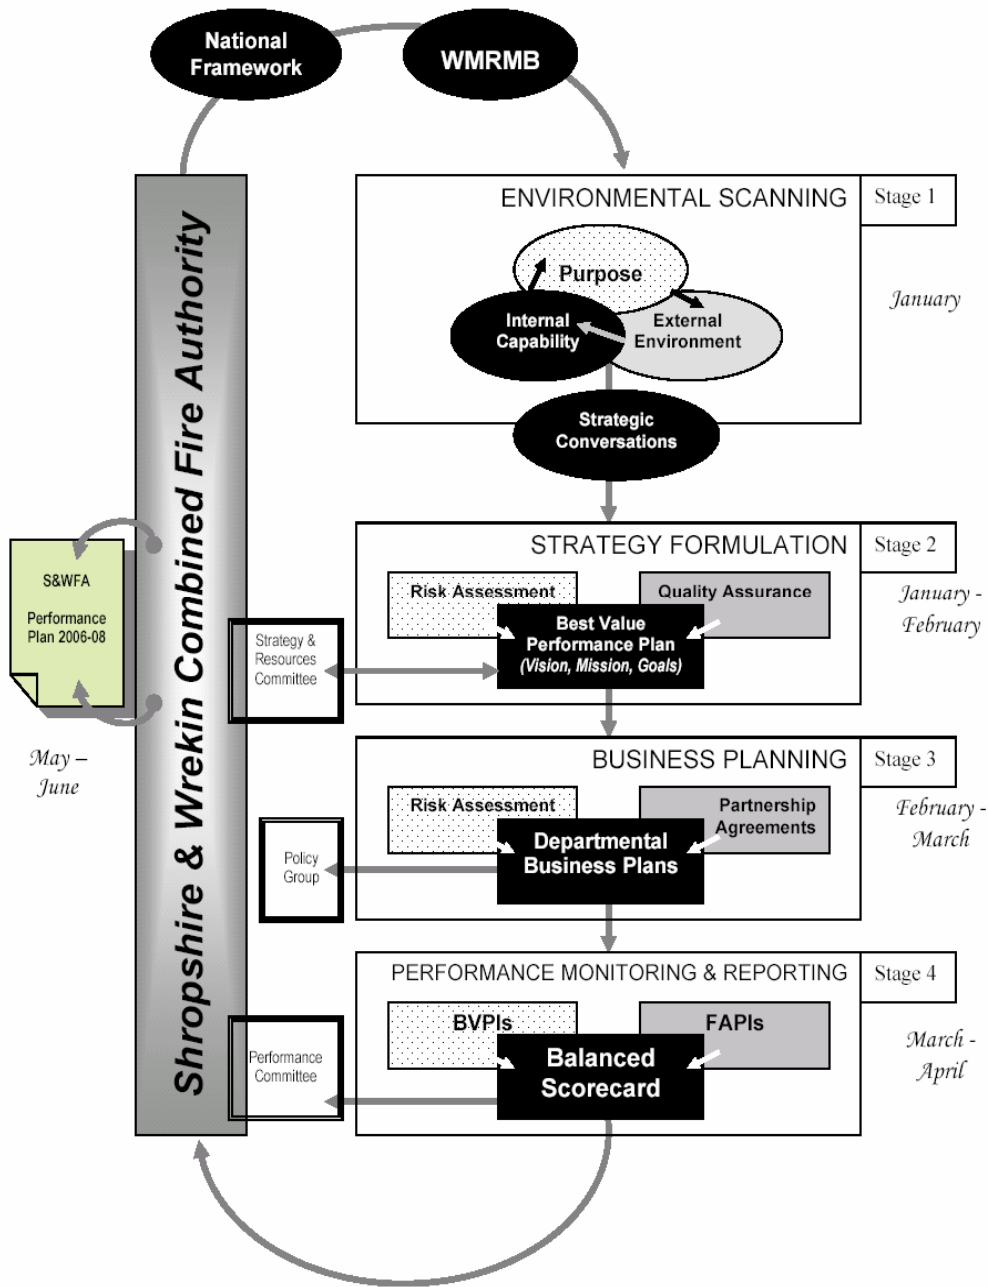 National
Framework
WMRMB
Shropshire & Wrekin Combined Fire Authority
ENVIRONMENTAL SCANNING
Stage 1
January
Purpose
Internal
Capability
External
Environment
Strategic
Conversations
STRATEGY FORMULATION
Stage 2
January -
February
Risk Assessment
Quality Assurance
Best Value
Performance Plan
(Vision, Mission, Goals)
Strategy &
Resources
Committee
S&WFA
Performance
Plan 2006-08
May –
June
BUSINESS PLANNING
Stage 3
February -
March
Risk Assessment
Partnership
Agreements
Departmental
Business Plans
Policy
Group
PERFORMANCE MONITORING & REPORTING
Stage 4
March -
April
BVPIs
FAPIs
Balanced
Scorecard
Performance
Committee